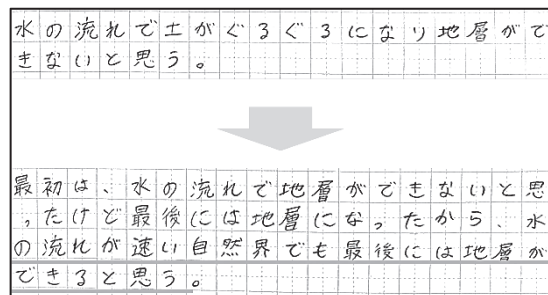 水の流れで土がぐるぐるになり地層がで
きないと思う。
最初は、水の流れで地層ができないと思
ったけど最後には地層になったから、水
の流れが速い自然界でも最後には地層が
できると思う。